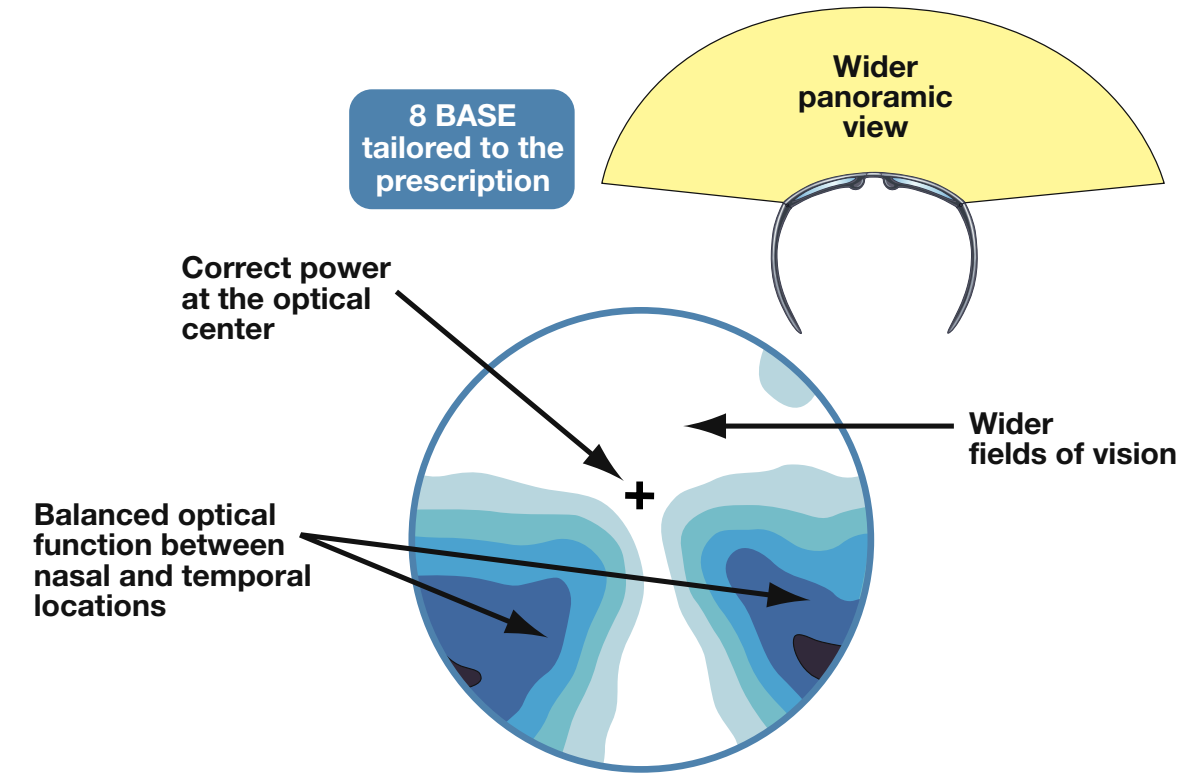 Wider
panoramic
view
8 BASE
tailored to the
prescription
Correct power
at the optical
center
Wider
fields of vision
Balanced optical
function between
nasal and temporal
locations